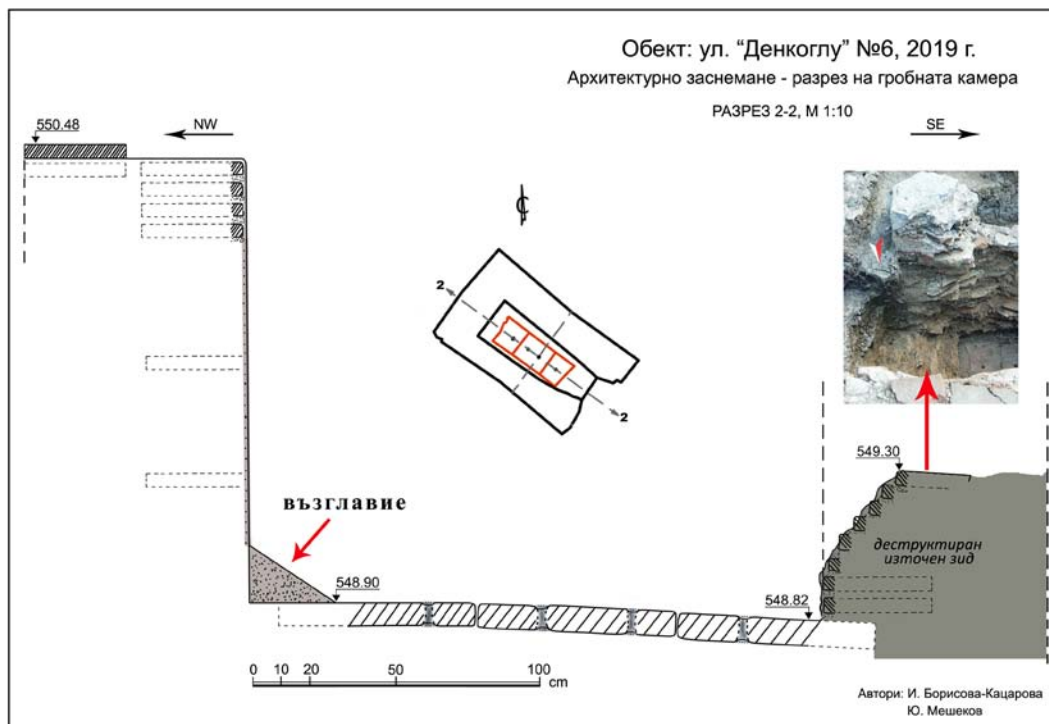 Обект: ул. “Денкоглу” №6, 2019 г.
Архитектурно заснемане - разрез на гробната камера
РАЗРЕЗ 2-2, М 1:10
550.48
NW
SE
2
2
549.30
възглавие
деструктиран
източен зид
548.90
548.82
0 10 20 50 100
cm
Автори: И. Борисова-Кацарова
Ю. Мешеков